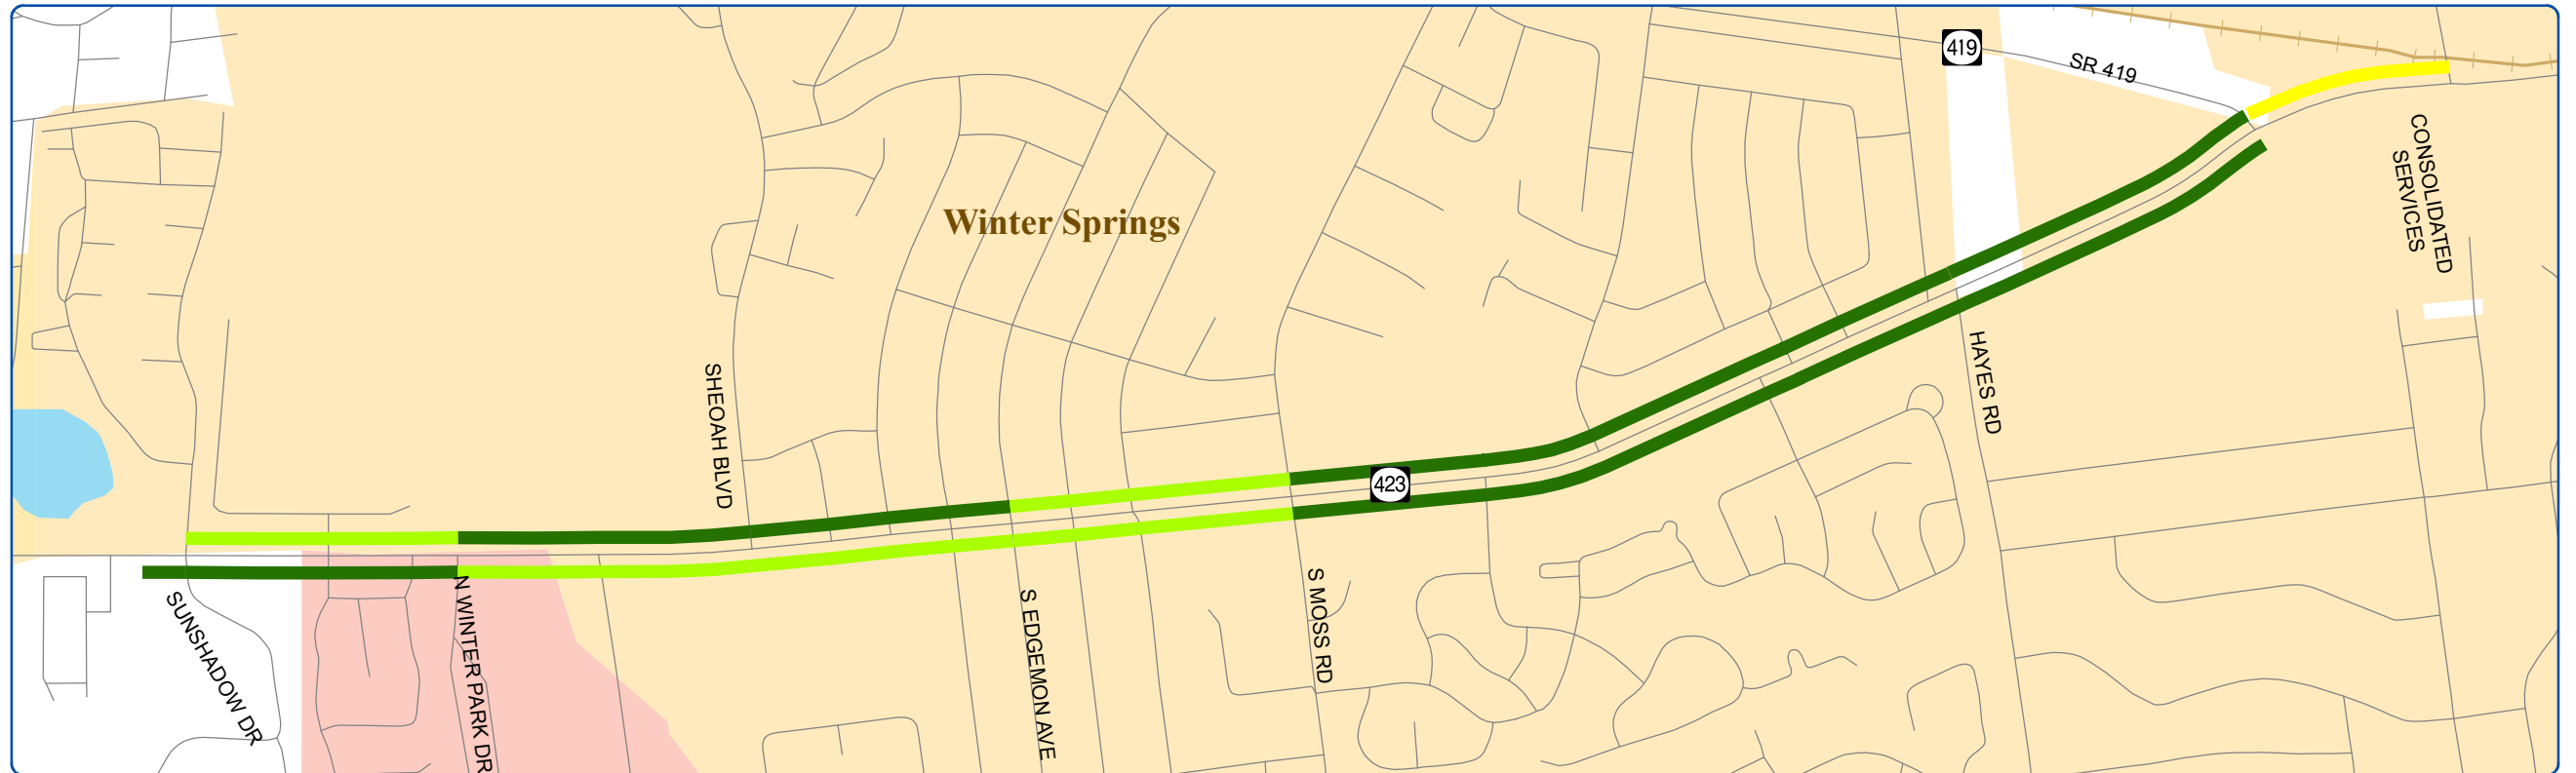 419
SR 419
CONSOLIDATED
SERVICES
Winter Springs
HAYES RD
SHEOAH BLVD
423
SUNSHADOW DR
N WINTER PARK DR
S EDGEMON AVE
S MOSS RD